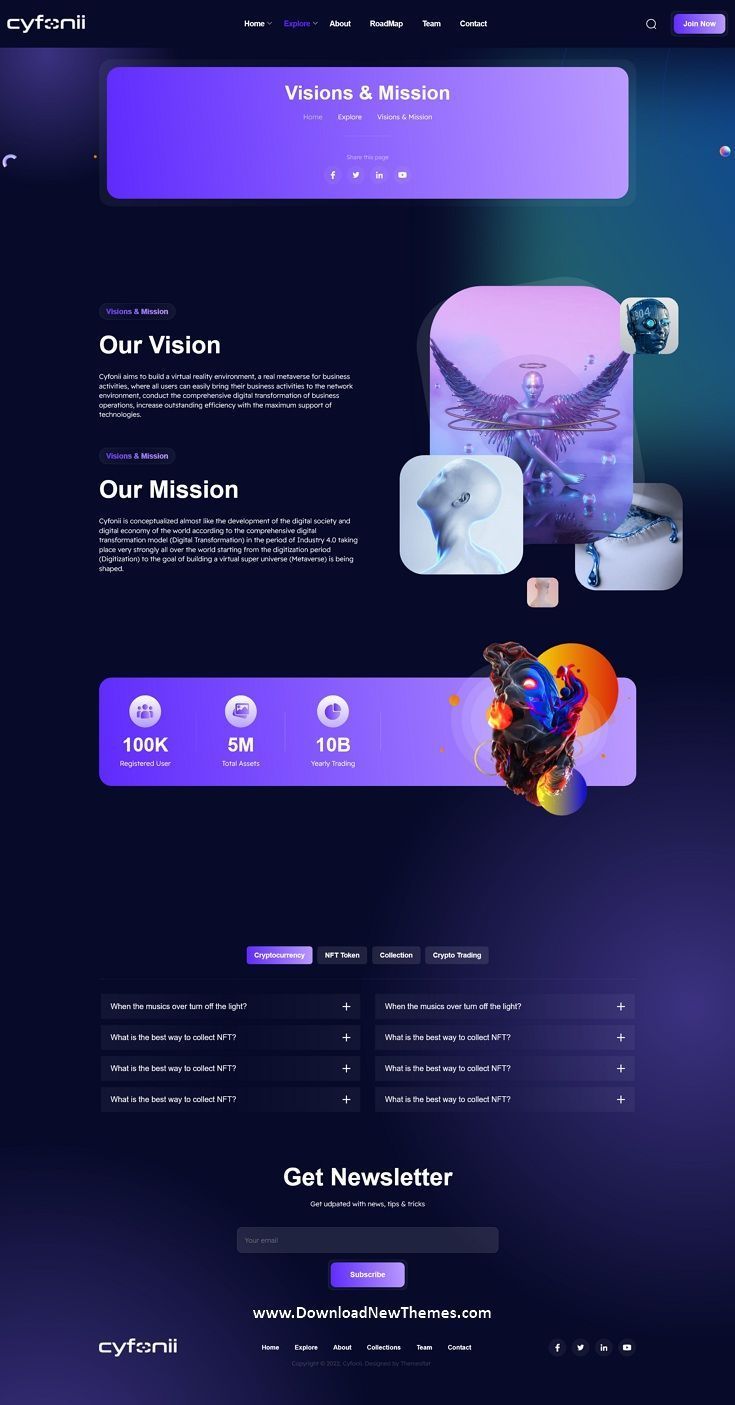 cyfonii
Home Explore About RoadMap Team Contact
Join Now
Visions & Mission
Home Explore Visions & Mission
Share this page
Visions & Mission
Our Vision
Cyfonii aims to build a virtual reality environment, a real metaverse for business
activities, where all users can easily bring their business activities to the network
environment, conduct the comprehensive digital transformation of business
operations, increase outstanding efficiency with the maximum support of
technologies.
Visions & Mission
Our Mission
Cyfonii is conceptualized almost like the development of the digital society and
digital economy of the world according to the comprehensive digital
transformation model (Digital Transformation) in the period of Industry 4.0 taking
place very strongly all over the world starting from the digitization period
(Digitization) to the goal of building a virtual super universe (Metaverse) is being
shaped.
804
100K 5M 10B
Registered User Total Assets Yearly Trading
Cryptocurrency NFT Token Collection Crypto Trading
When the musics over turn off the light? When the musics over turn off the light?
What is the best way to collect NFT? What is the best way to collect NFT?
What is the best way to collect NFT? What is the best way to collect NFT?
What is the best way to collect NFT? What is the best way to collect NFT?
Get Newsletter
Get udpated with news, tips & tricks
Your email
Subscribe
www.DownloadNewThemes.com
cyfonii
Home Explore About Collections Team Contact
Copyright © 2022, Cyfonii. Designed by Themesflat